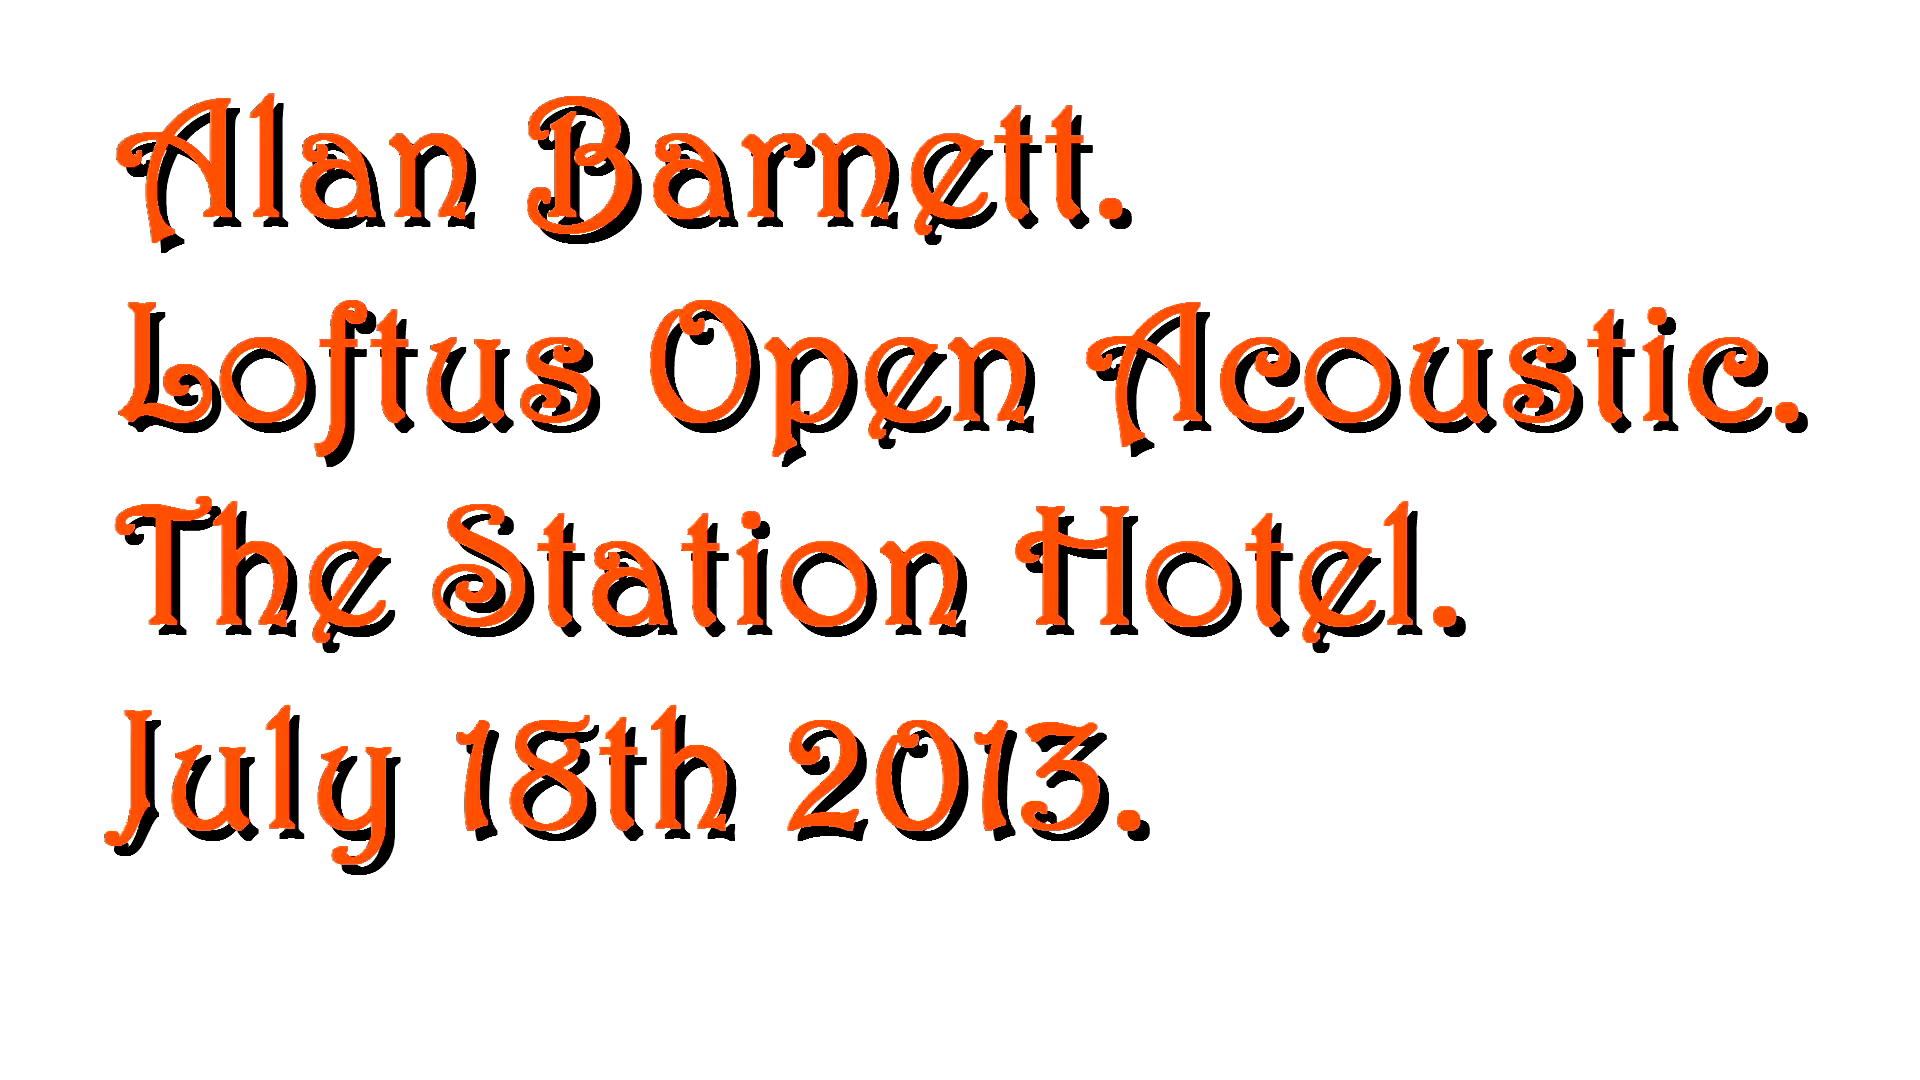 Alan Barnett.
Loftus Open Acoustic.
The Station Hotel.
July 18th 2013.